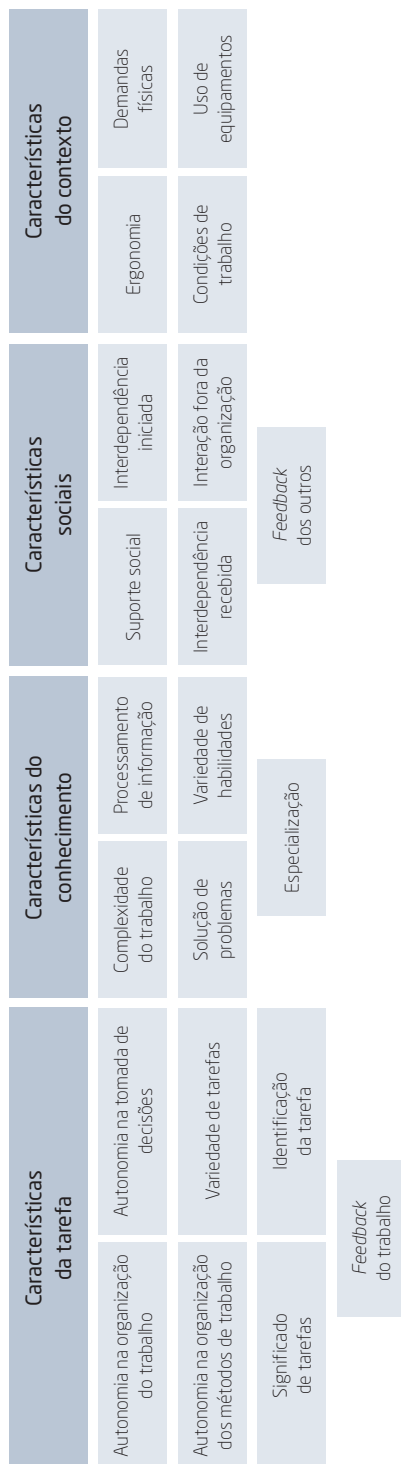 Características
da tarefa
Autonomia na organização
do trabalho
Autonomia na tomada de
decisões
Autonomia na organização
dos métodos de trabalho
Variedade de tarefas
Significado
de tarefas
Identificação
da tarefa
Feedback
do trabalho
Características do
conhecimento
Complexidade
do trabalho
Processamento
de informação
Solução de
problemas
Variedade de
habilidades
Especialização
Características
sociais
Suporte social
Interdependência
iniciada
Interdependência
recebida
Interação fora da
organização
Feedback
dos outros
Características
do contexto
Ergonomia
Demandas
físicas
Condições de
trabalho
Uso de
equipamentos